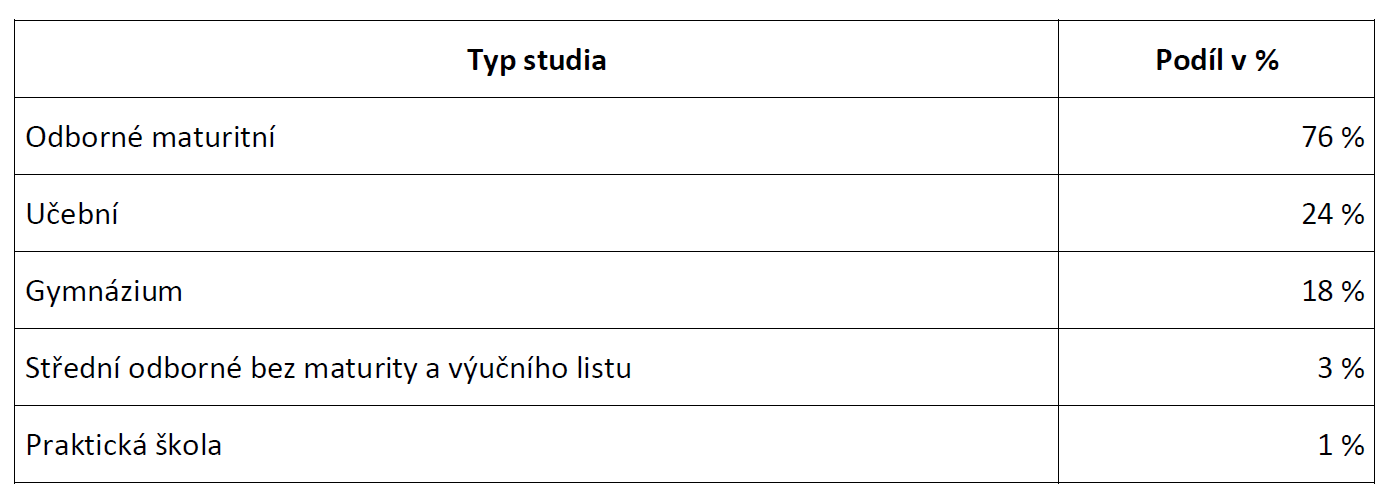 Typ studia Podíl v %
Odborné maturitní 76 %
Učební 24 %
Gymnázium 18 %
Střední odborné bez maturity a výučního listu 3 %
Praktická škola 1 %